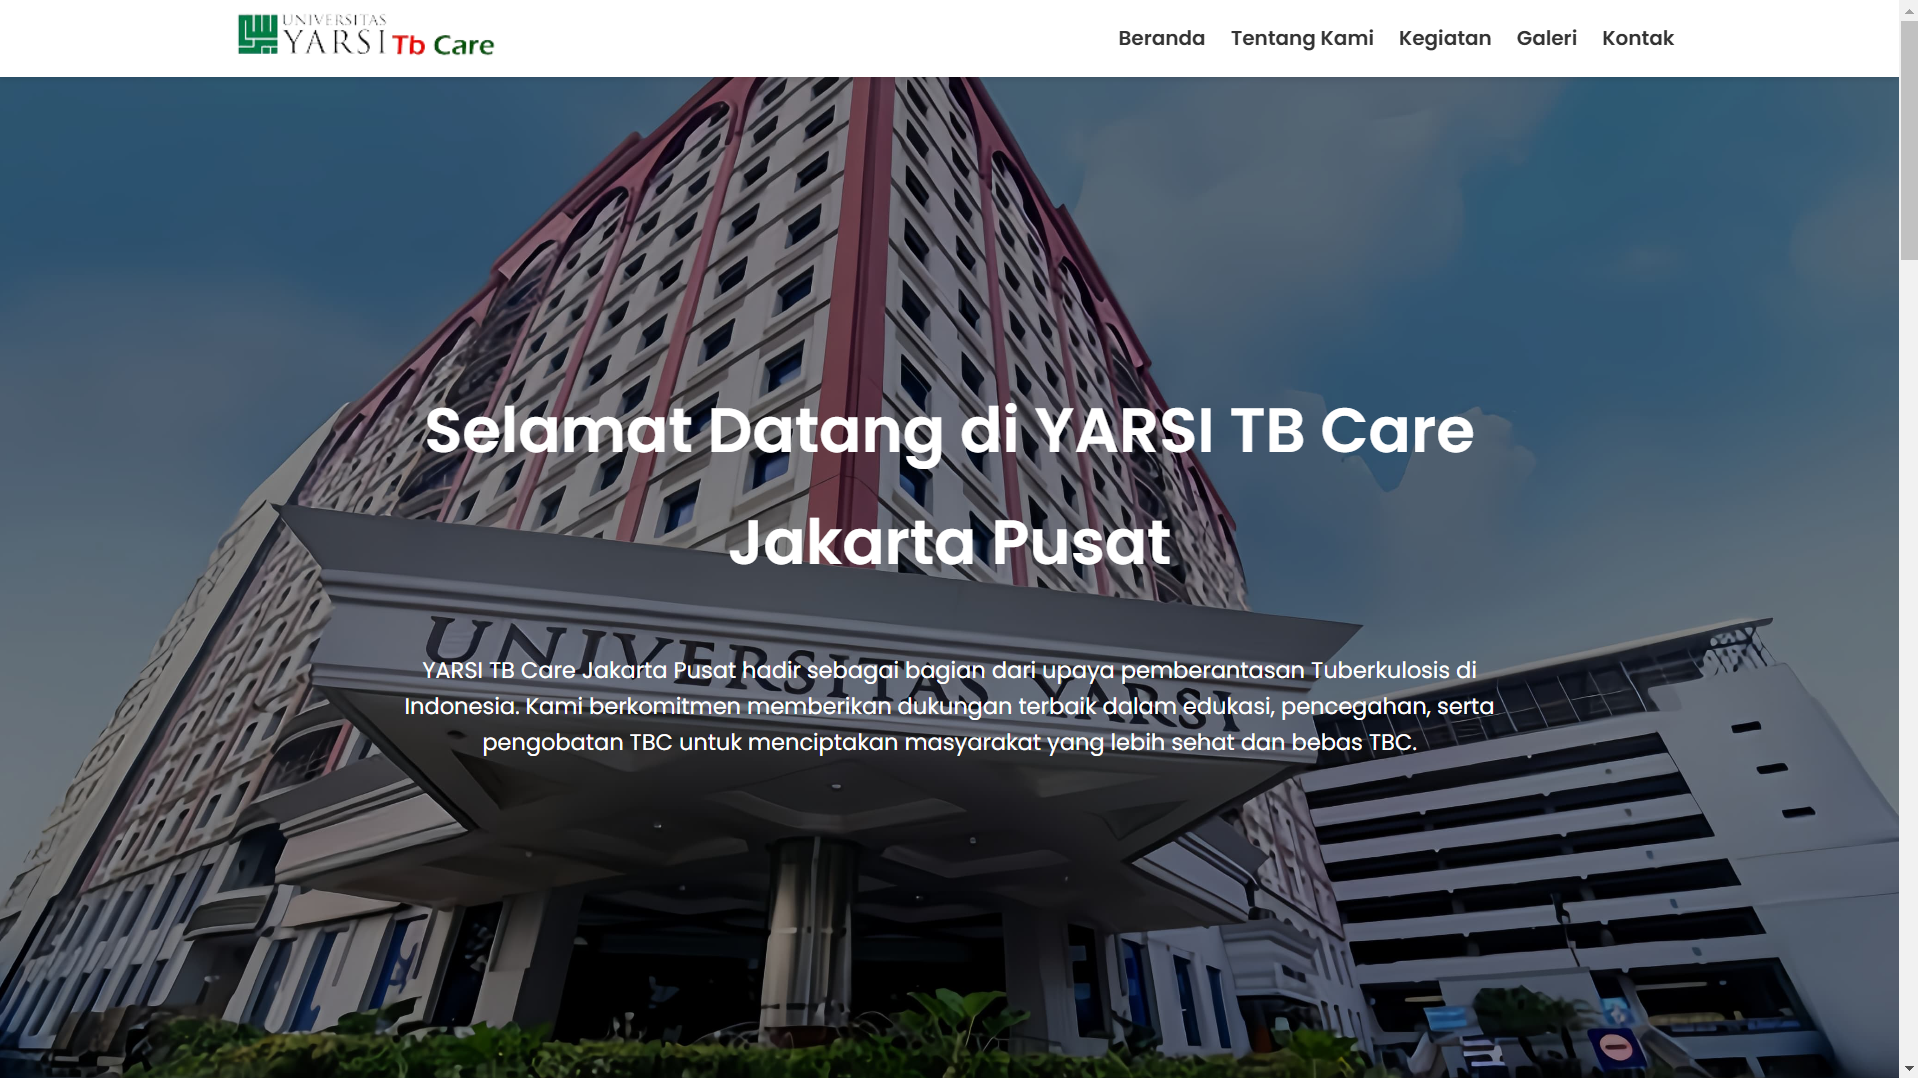 UNIVERSITAS
YARSI Tb Care
Beranda Tentang Kami Kegiatan Galeri Kontak
Selamat Datang di YARSI TB Care
Jakarta Pusat
UNIVERSITAS YARSI
YARSI TB Care Jakarta Pusat hadir sebagai bagian dari upaya pemberantasan Tuberkulosis di
Indonesia. Kami berkomitmen memberikan dukungan terbaik dalam edukasi, pencegahan, serta
pengobatan TBC untuk menciptakan masyarakat yang lebih sehat dan bebas TBC.